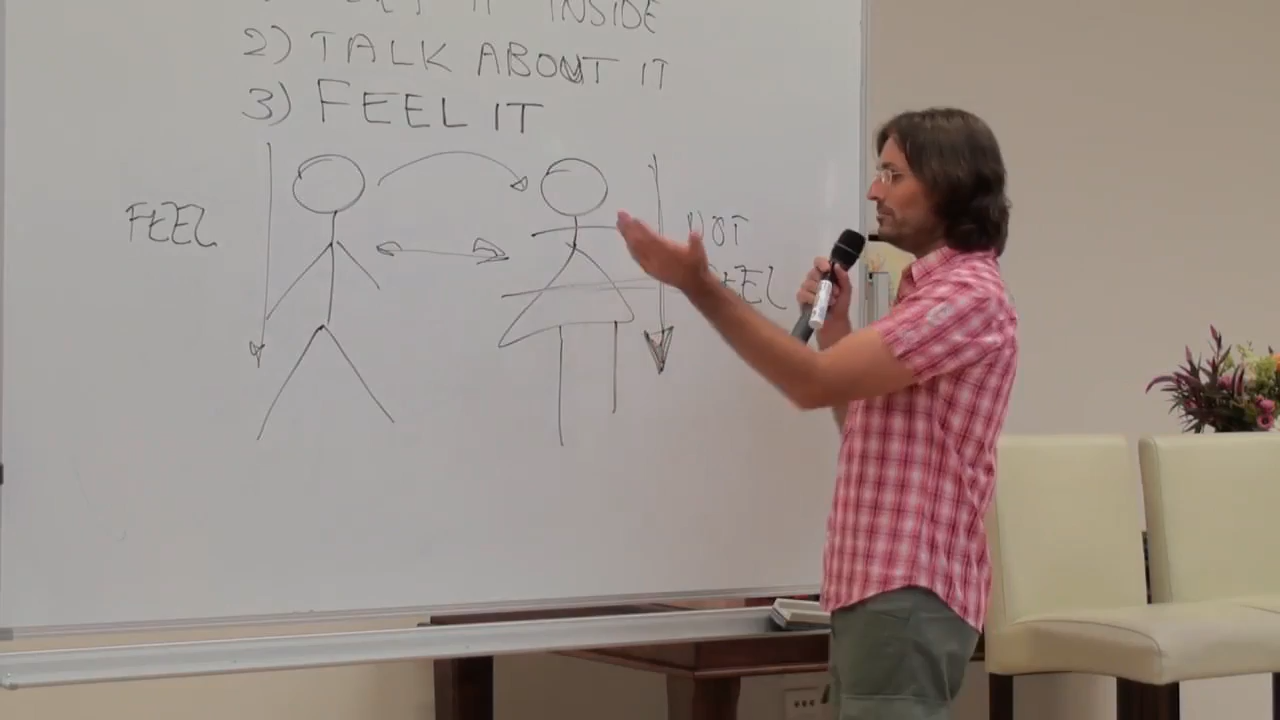 INSIDE
2) TALK ABOUT IT
3) FEEL IT
FEEL
NOT